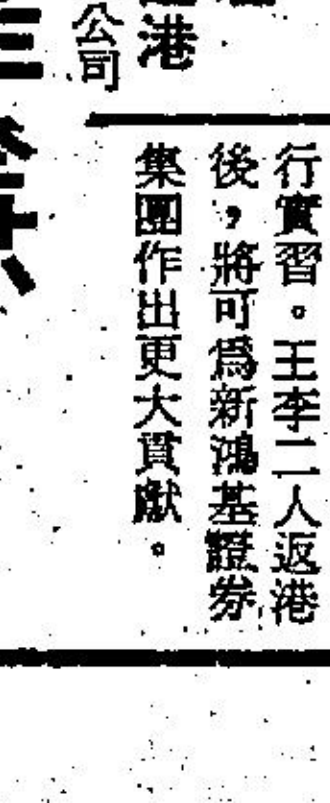 港
公司
行實習。王李二人返港
後，將可爲新鴻基證券
集團作出更大貢獻。